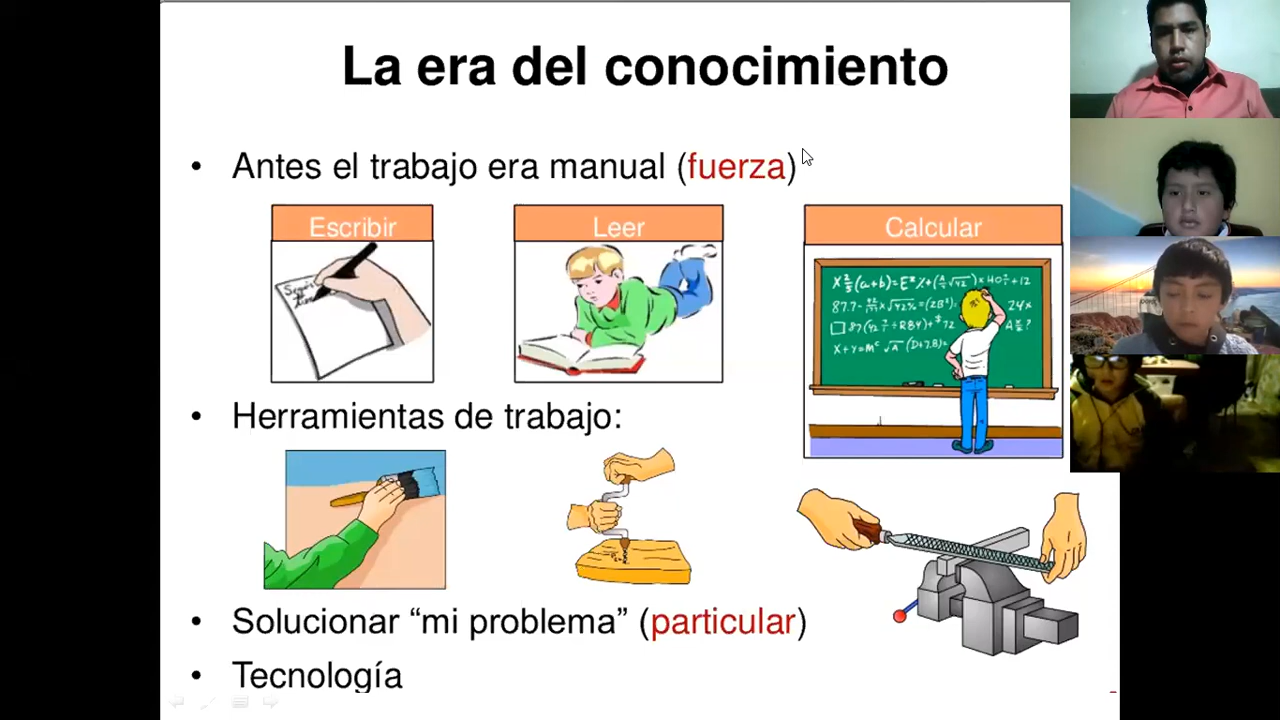 La era del conocimiento
• Antes el trabajo era manual (fuerza)
Escribir
Leer
Calcular
• Herramientas de trabajo:
• Solucionar “mi problema” (particular)
• Tecnología